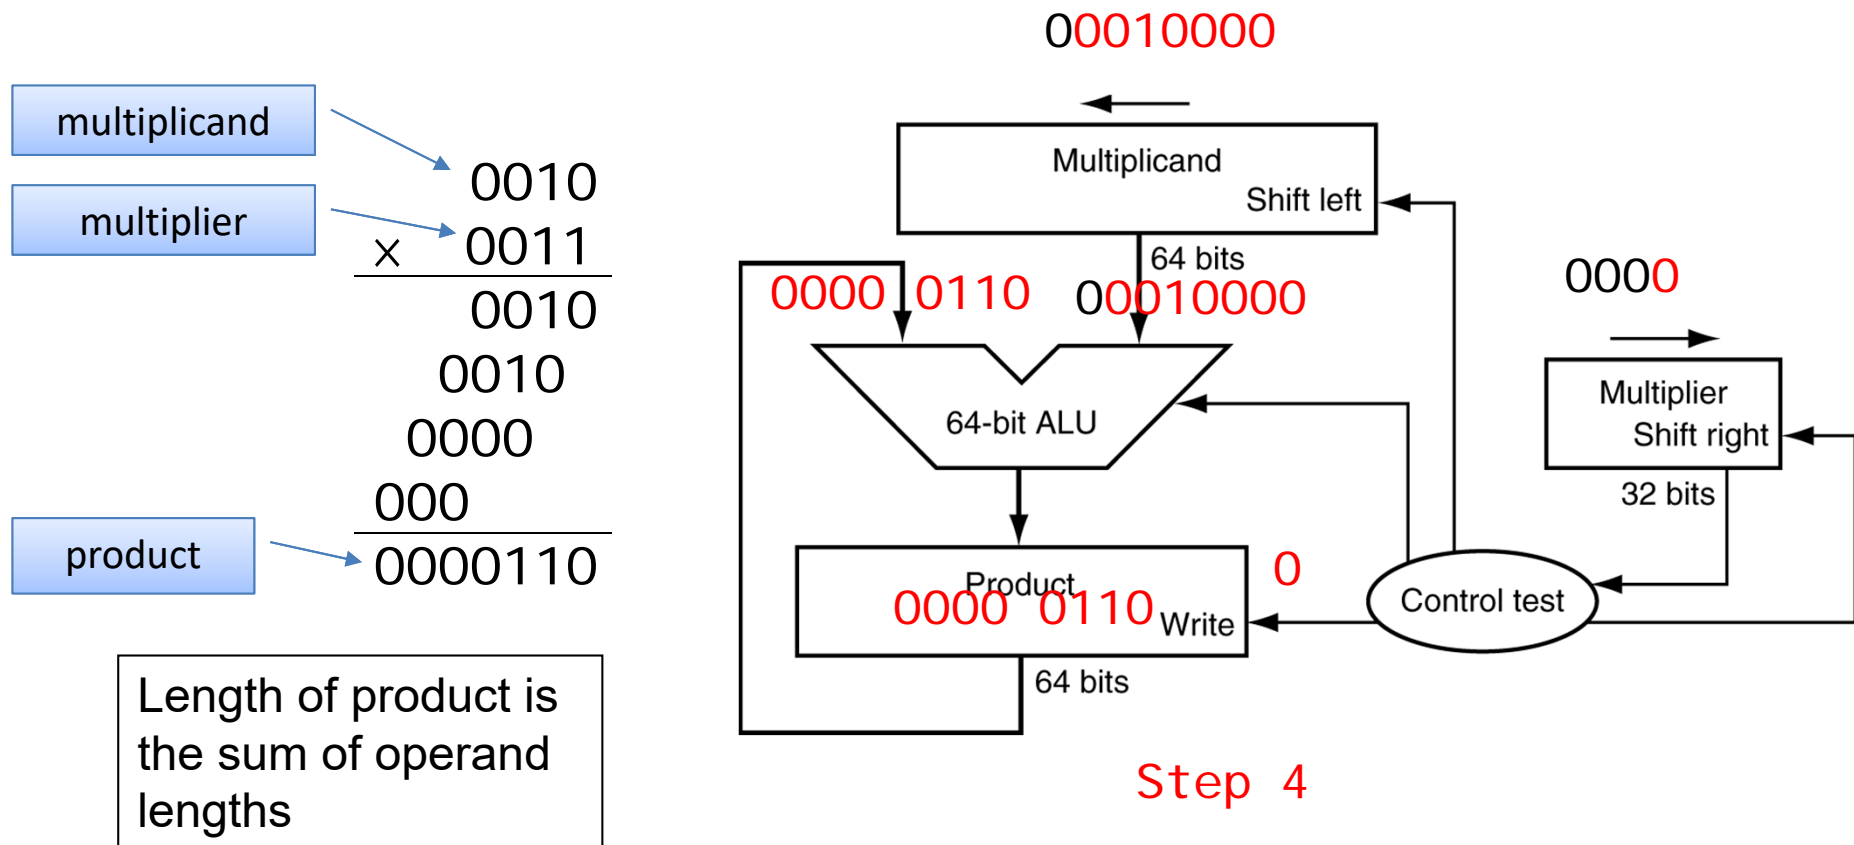 multiplicand
multiplier
0010
x 0011
0010
0010
0000
000
product
0000110
Length of product is
the sum of operand
lengths
00010000
Multiplicand
Shift left
64 bits
0000 0110
00010000
64-bit ALU
0000
Multiplier
Shift right
32 bits
Product
0000 0110
Write
0
Control test
64 bits
Step 4